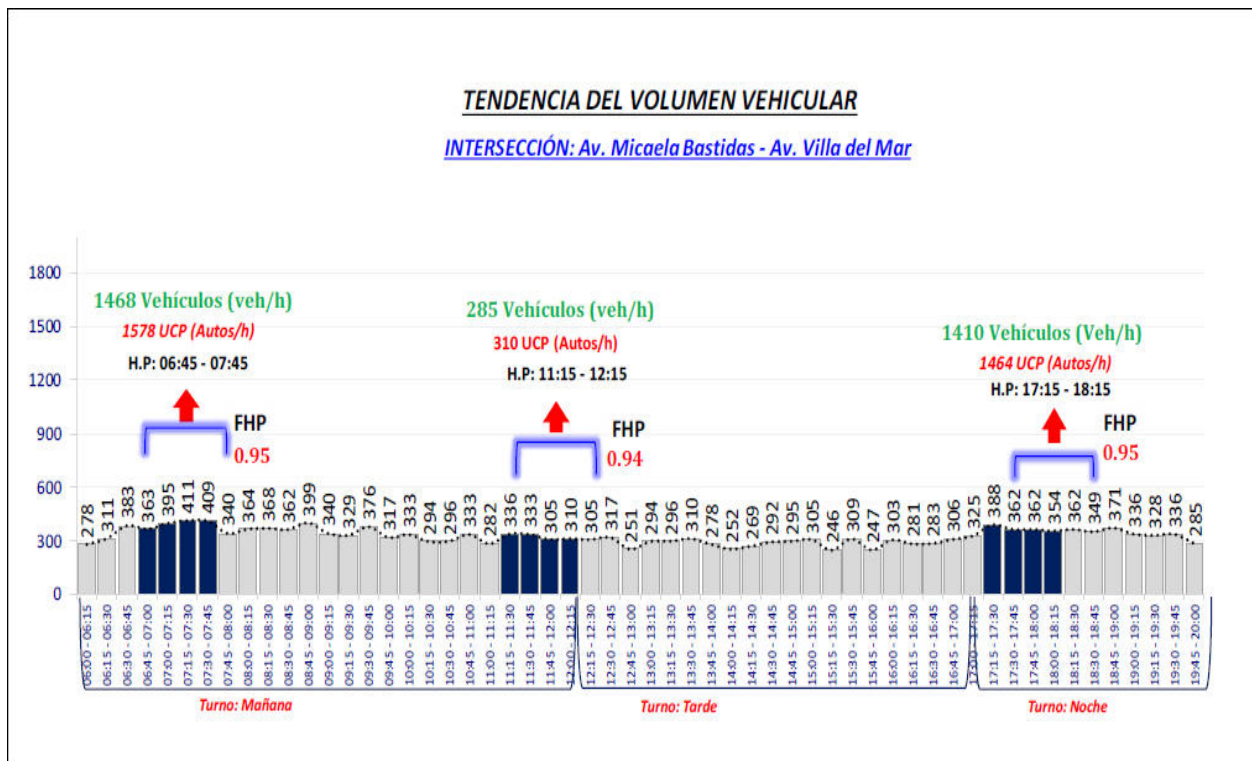 TENDENCIA DEL VOLUMEN VEHICULAR
INTERSECCIÓN: Av. Micaela Bastidas - Av. Villa del Mar
1800
1500
1200
900
600
300
0
1468 Vehículos (veh/h)
1578 UCP (Autos/h)
H.P: 06:45 - 07:45
FHP
0.95
285 Vehículos (veh/h)
310 UCP (Autos/h)
H.P: 11:15 - 12:15
FHP
0.94
1410 Vehículos (Veh/h)
1464 UCP (Autos/h)
H.P: 17:15 - 18:15
FHP
0.95
278
311
383
363
395
411
409
340
364
368
362
399
340
329
376
317
333
294
296
333
282
336
333
305
310
305
317
251
294
296
310
278
252
269
292
295
305
246
309
247
303
281
283
306
325
388
362
362
354
362
349
371
336
328
336
285
06:00 - 06:15
06:15 - 06:30
06:30 - 06:45
06:45 - 07:00
07:00 - 07:15
07:15 - 07:30
07:30 - 07:45
07:45 - 08:00
08:00 - 08:15
08:15 - 08:30
08:30 - 08:45
08:45 - 09:00
09:00 - 09:15
09:15 - 09:30
09:30 - 09:45
09:45 - 10:00
10:00 - 10:15
10:15 - 10:30
10:30 - 10:45
10:45 - 11:00
11:00 - 11:15
11:15 - 11:30
11:30 - 11:45
11:45 - 12:00
12:00 - 12:15
12:15 - 12:30
12:30 - 12:45
12:45 - 13:00
13:00 - 13:15
13:15 - 13:30
13:30 - 13:45
13:45 - 14:00
14:00 - 14:15
14:15 - 14:30
14:30 - 14:45
14:45 - 15:00
15:00 - 15:15
15:15 - 15:30
15:30 - 15:45
15:45 - 16:00
16:00 - 16:15
16:15 - 16:30
16:30 - 16:45
16:45 - 17:00
17:00 - 17:15
17:15 - 17:30
17:30 - 17:45
17:45 - 18:00
18:00 - 18:15
18:15 - 18:30
18:30 - 18:45
18:45 - 19:00
19:00 - 19:15
19:15 - 19:30
19:30 - 19:45
19:45 - 20:00
Turno: Mañana
Turno: Tarde
Turno: Noche